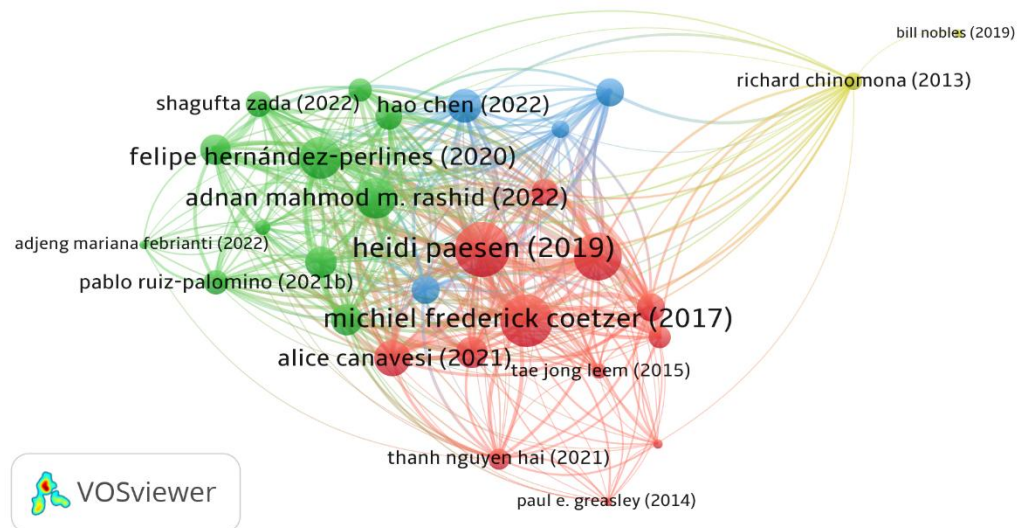 bill nobles (2019)
richard chinomona (2013)
shagufta zada (2022)
hao chen (2022)
felipe hernández-perlines (2020)
adnan mahmod m. rashid (2022)
adjeng mariana febrianti (2022)
heidi paesen (2019)
pablo ruiz-palomino (2021b)
michiel frederick coetzer (2017)
alice canavesi (2021)
tae jong leem (2015)
thanh nguyen hai (2021)
paul e. greasley (2014)
VOSviewer